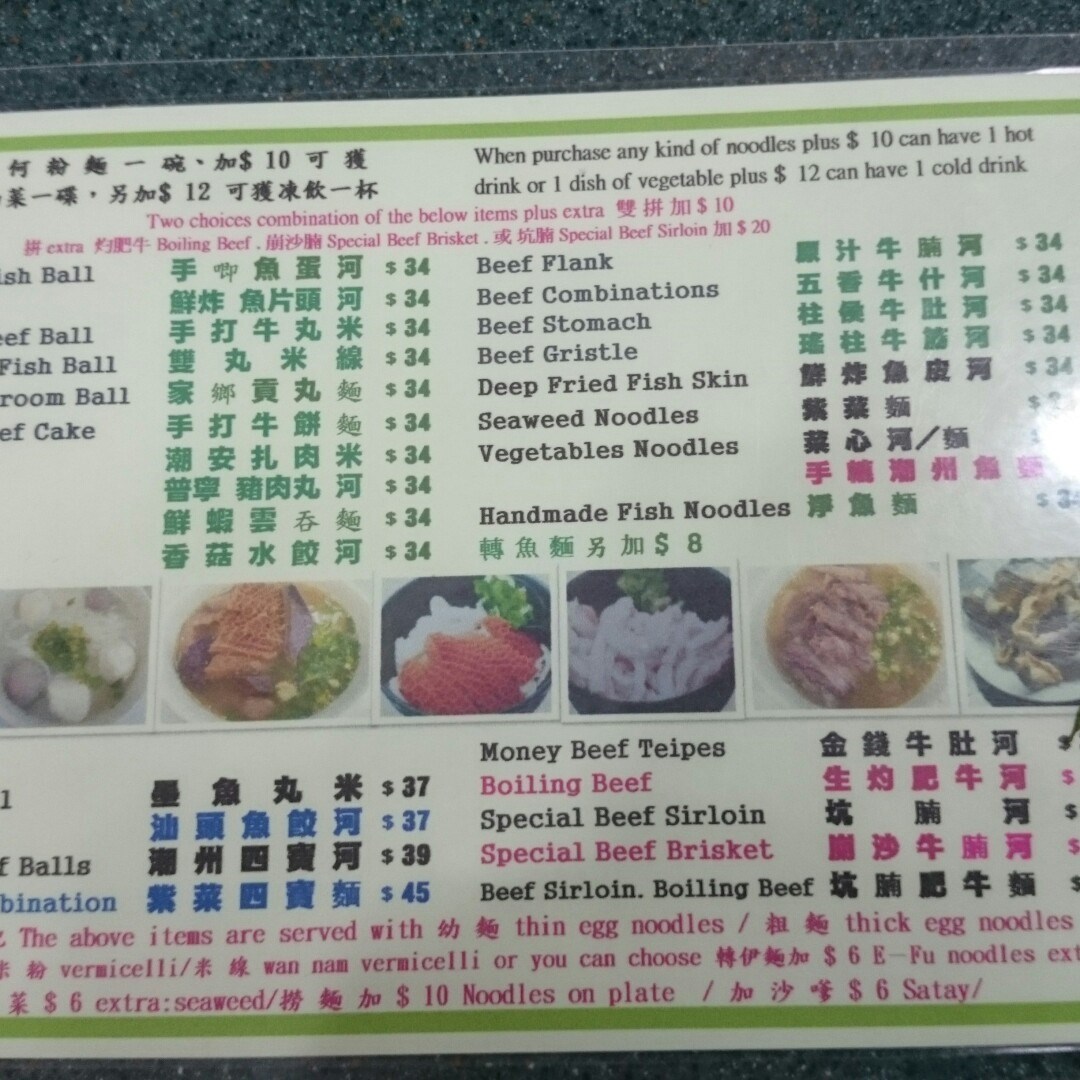 何 粉 麵 一 碗、加$ 10 可 獲
菜一碟，另加$ 12 可獲凍飲一杯
When purchase any kind of noodles plus $ 10 can have 1 hot
drink or 1 dish of vegetable plus $ 12 can have 1 cold drink
Two choices combination of the below items plus extra 雙 拼 加 $ 10
拼 extra 灼肥牛 Boiling Beef . 崩沙腩 Special Beef Brisket . 或 坑腩 Special Beef Sirloin 加 $ 20
ish Ball 手 唧 魚 蛋 河 $ 34
鮮炸 魚片頭 河 $ 34
eef Ball 手 打 牛 丸 米 $ 34
Fish Ball 雙 丸 米 線 $ 34
room Ball 家 鄉 貢 丸 麵 $ 34
ef Cake 手 打 牛 餅 麵 $ 34
潮 安 扎 肉 米 $ 34
普寧 豬肉丸 河 $ 34
鮮 蝦 雲 吞 麵 $ 34
香 菇 水 餃 河 $ 34
Beef Flank 原 汁 牛 腩 河 $ 34
Beef Combinations 五 香 牛 什 河 $ 34
Beef Stomach 柱 侯 牛 肚 河 $ 34
Beef Gristle 瑤 柱 牛 筋 河 $ 34
Deep Fried Fish Skin 鮮 炸 魚 皮 河 $ 34
Seaweed Noodles 紫 菜 麵 $
Vegetables Noodles 菜 心 河／麵 $
手 潮 州 魚
Handmade Fish Noodles 淨 魚 麵 $ 34
轉 魚 麵 另 加 $ 8
l 墨 魚 丸 米 $ 37
汕 頭 魚 餃 河 $ 37
f Balls 潮 州 四 寶 河 $ 39
bination 紫 菜 四 寶 麵 $ 45
Money Beef Teipes 金 錢 牛 肚 河 $
Boiling Beef 生 灼 肥 牛 河 $
Special Beef Sirloin 坑 腩 河 $
Special Beef Brisket 崩 沙 牛 腩 河 $
Beef Sirloin. Boiling Beef 坑 腩 肥 牛 麵 $
The above items are served with 幼 麵 thin egg noodles / 粗 麵 thick egg noodles
米 粉 vermicelli/米 線 wan nam vermicelli or you can choose 轉伊麵加 $ 6 E－Fu noodles ext
菜 $ 6 extra:seaweed/撈 麵 加 $ 10 Noodles on plate / 加 沙 嗲 $ 6 Satay/